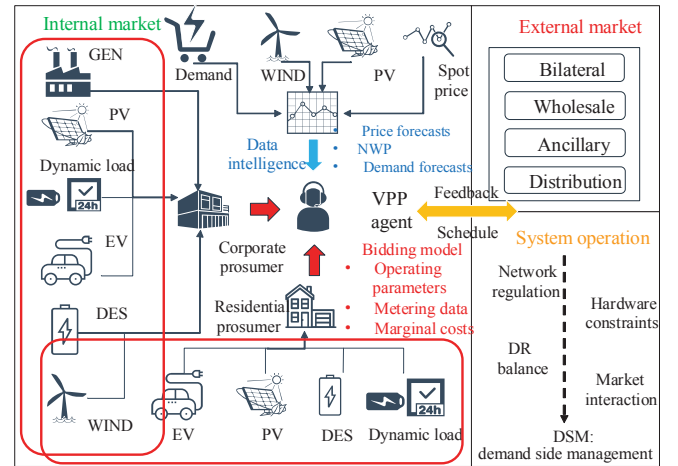 Internal market
GEN
PV
Dynamic load
24h
EV
DES
WIND
Demand
WIND
PV
Spot
price
Data
intelligence
• Price forecasts
• NWP
• Demand forecasts
VPP
agent
Feedback
Schedule
Corporate
prosumer
Residential
prosumer
Bidding model
• Operating
parameters
• Metering data
• Marginal costs
EV
PV
DES
Dynamic load
24h
External market
Bilateral
Wholesale
Ancillary
Distribution
System operation
Network
regulation
Hardware
constraints
DR
balance
Market
interaction
DSM:
demand side management